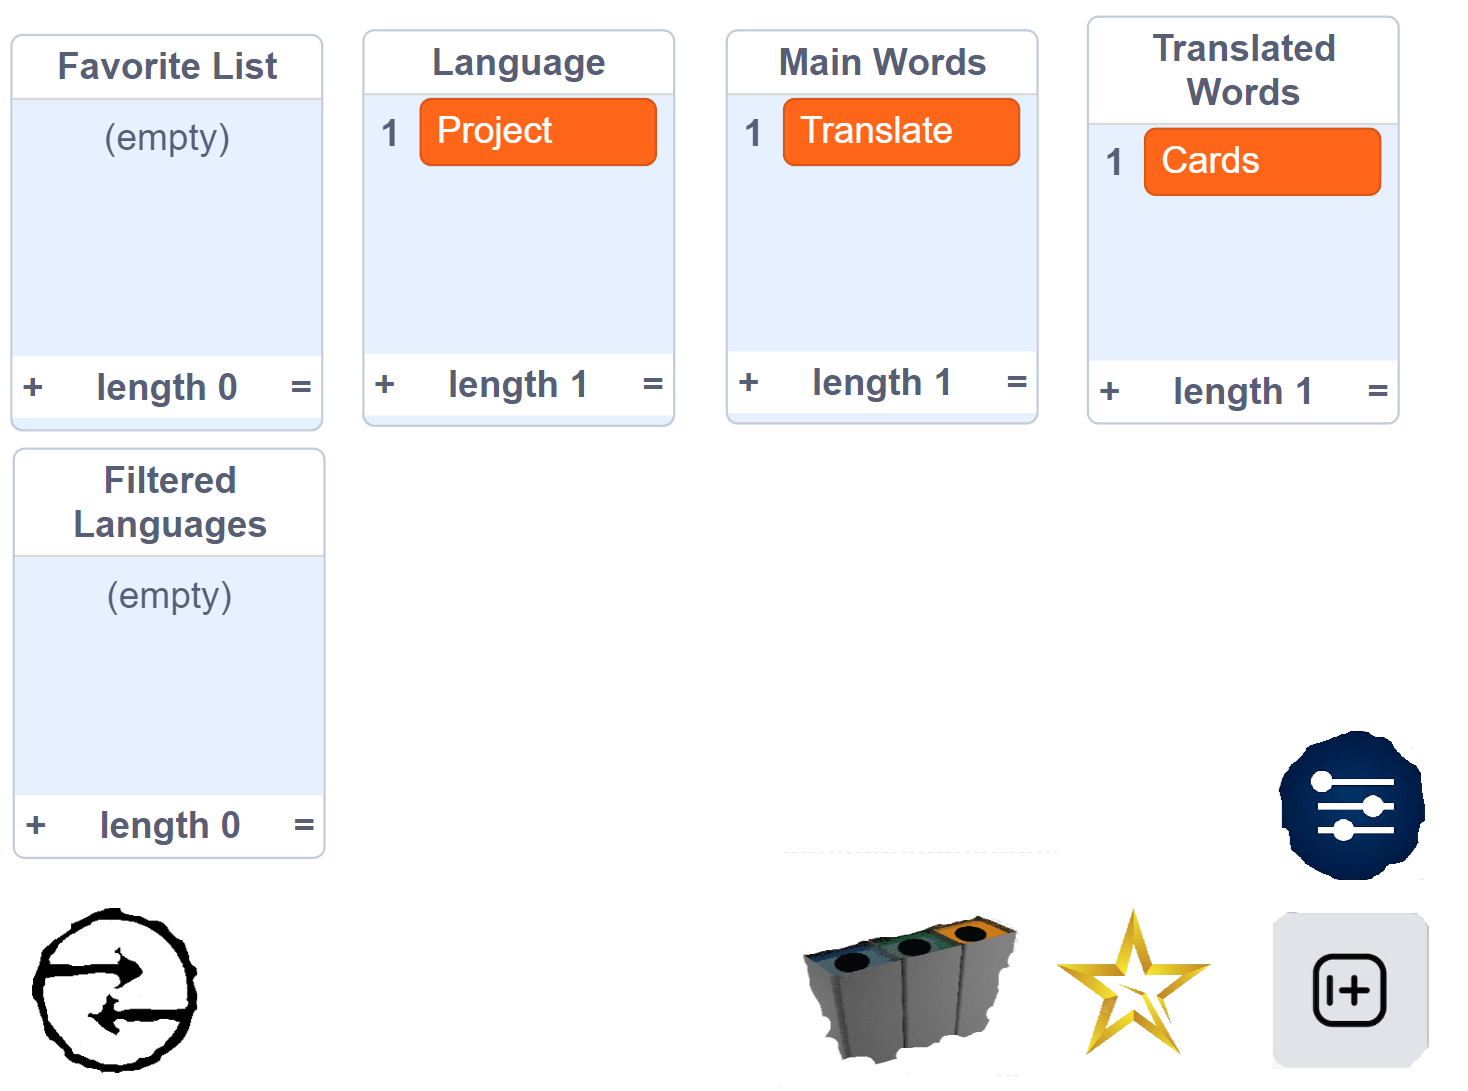 Favorite List
(empty)
+ length 0 =
Language
1 Project
+ length 1 =
Main Words
1 Translate
+ length 1 =
Translated
Words
1 Cards
+ length 1 =
Filtered
Languages
(empty)
+ length 0 =